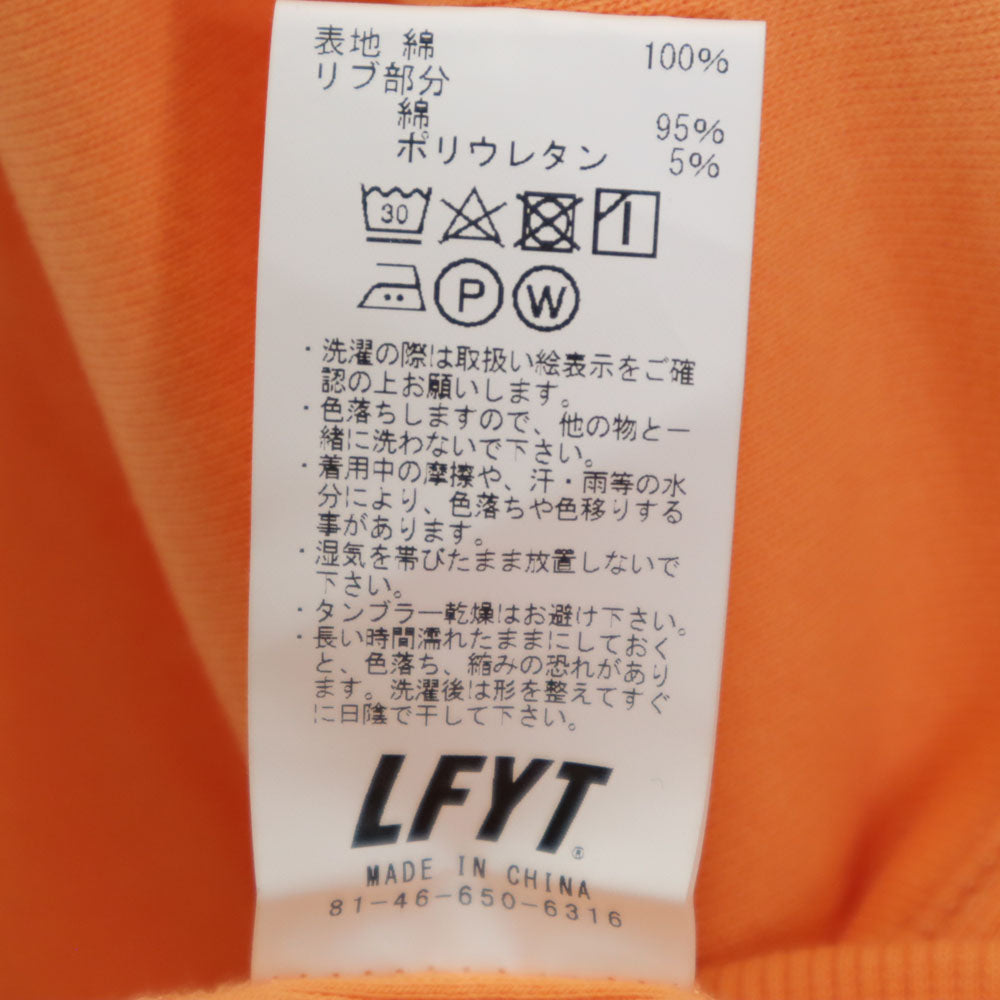 表地 綿 100%
リブ部分
綿 95%
ポリウレタン 5%
30
P W
・洗濯の際は取扱い絵表示をご確
認の上お願いします。
・色落ちしますので、他の物と一
緒に洗わないで下さい。
・着用中の摩擦や、汗・雨等の水
分により、色落ちや色移りする
事があります。
・湿気を帯びたまま放置しないで
下さい。
・タンブラー乾燥はお避け下さい。
・長い時間濡れたままにしておく
と、色落ち、縮みの恐れがあり
ます。洗濯後は形を整えてすぐ
に日陰で干して下さい。
LFYT®
MADE IN CHINA
81-46-650-6316